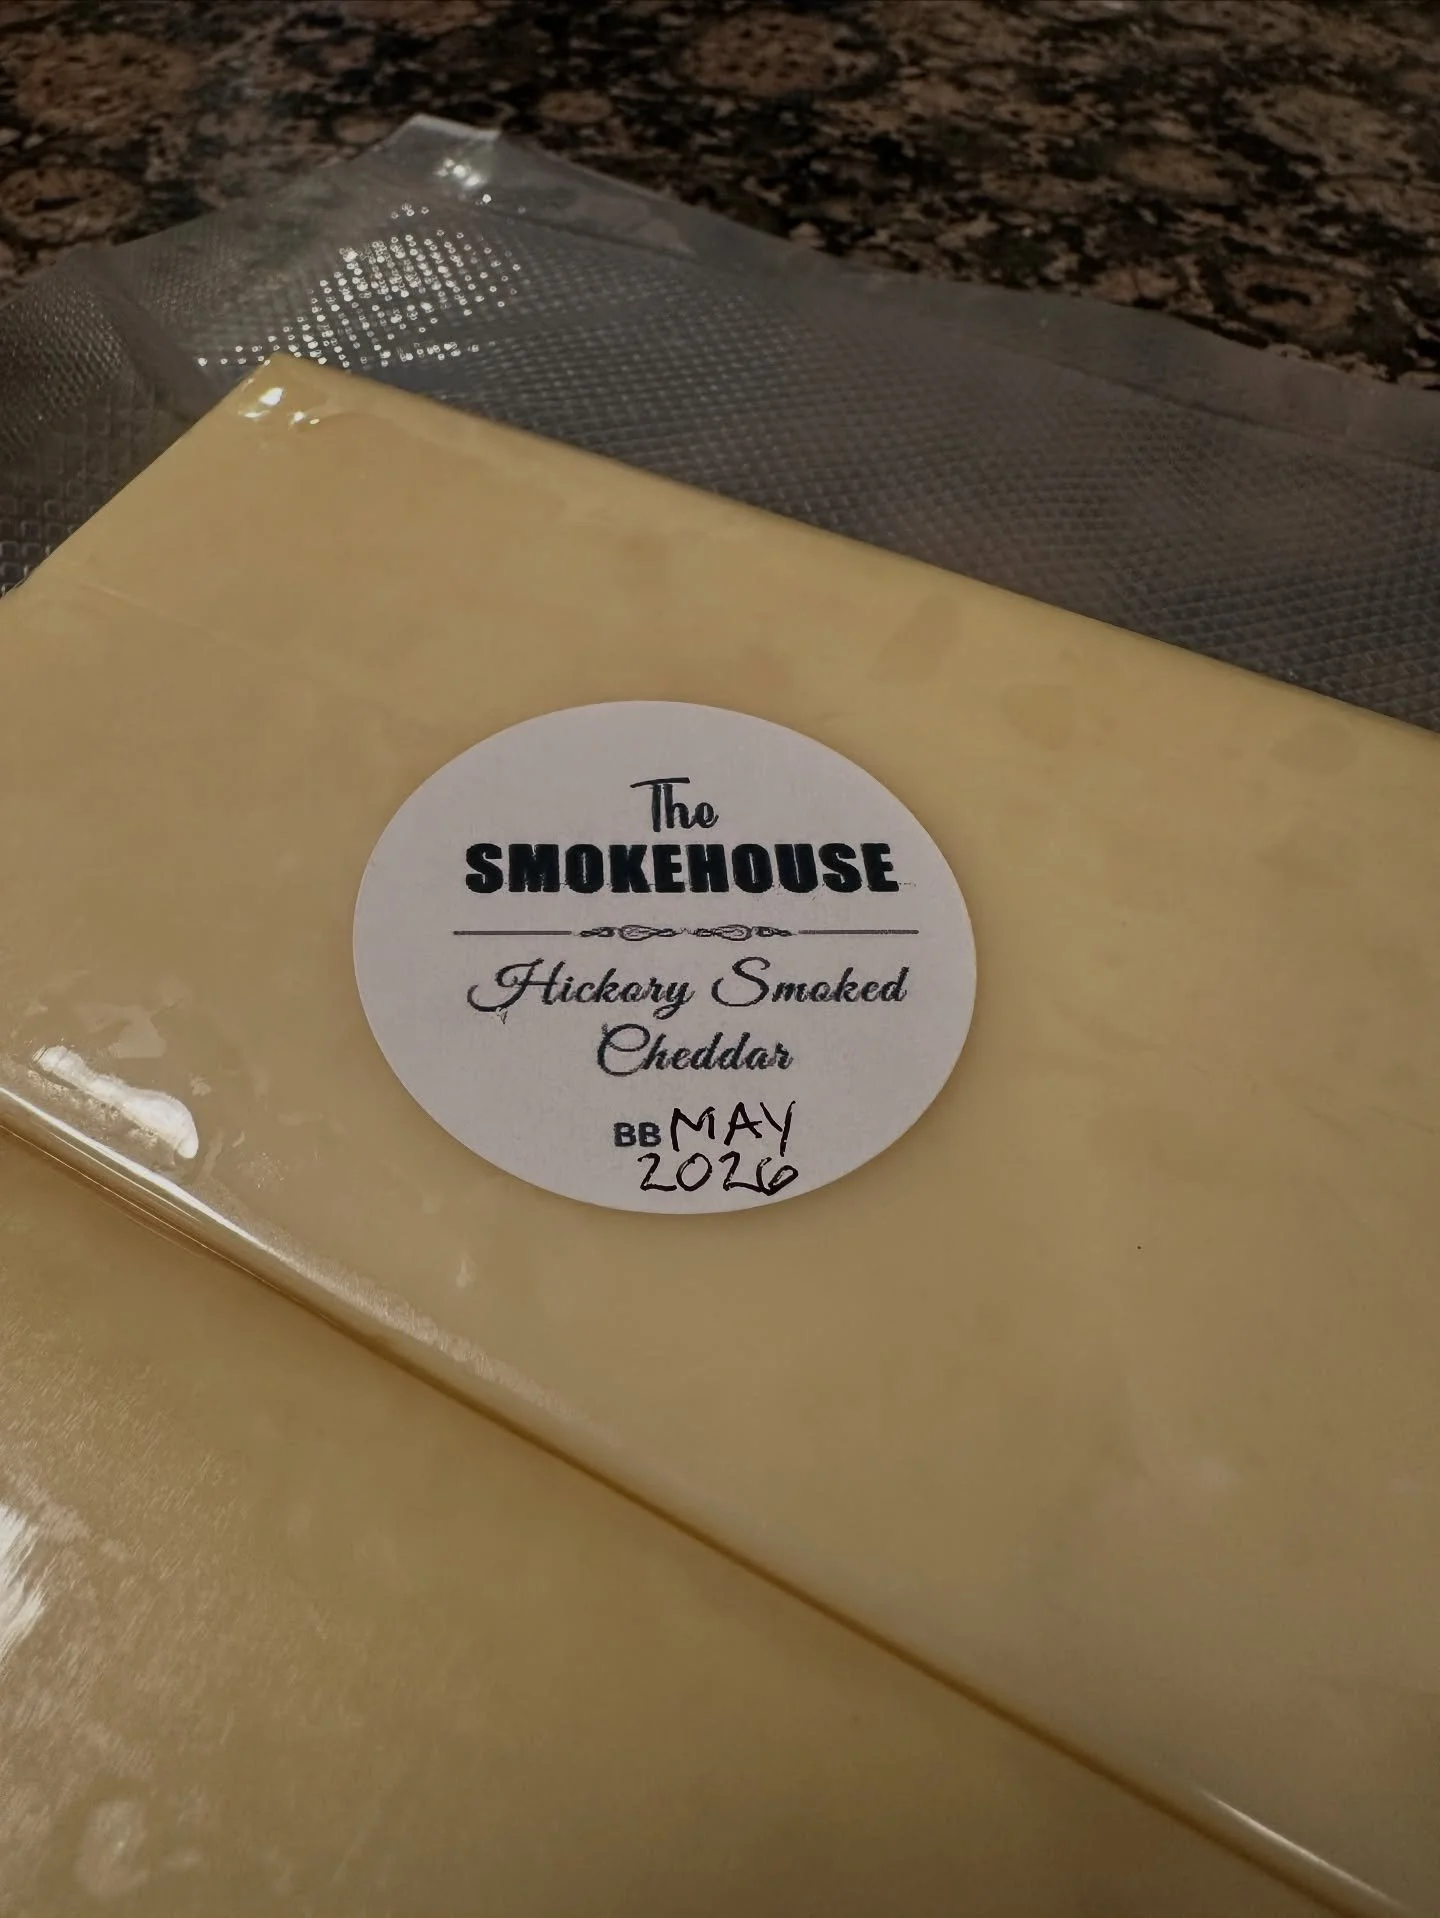 The
SMOKEHOUSE
Hickory Smoked
Cheddar
BB MAY
2026